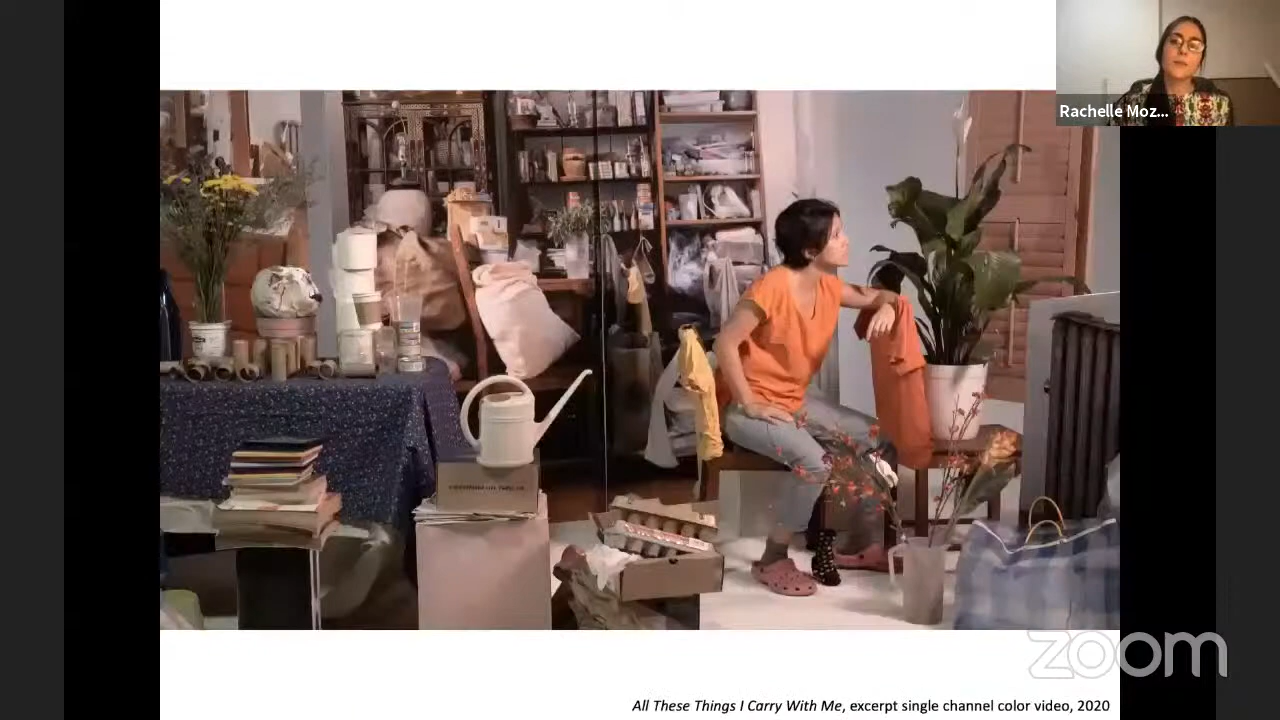 Rachelle Moz...
zoom
All These Things I Carry With Me, excerpt single channel color video, 2020